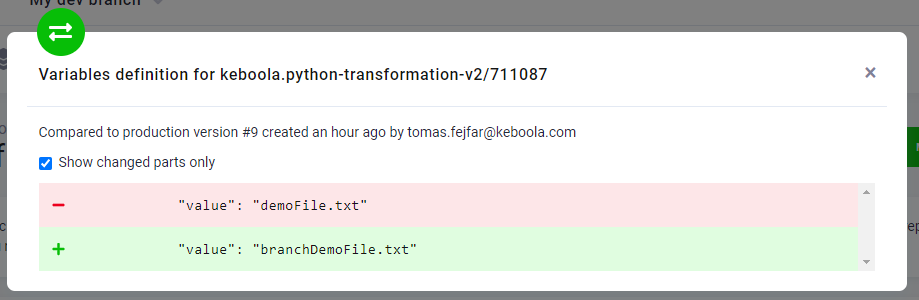 My dev branch
Variables definition for keboola.python-transformation-v2/711087
×
Compared to production version #9 created an hour ago by tomas.fejfar@keboola.com
Show changed parts only
− "value": "demoFile.txt"
+ "value": "branchDemoFile.txt"